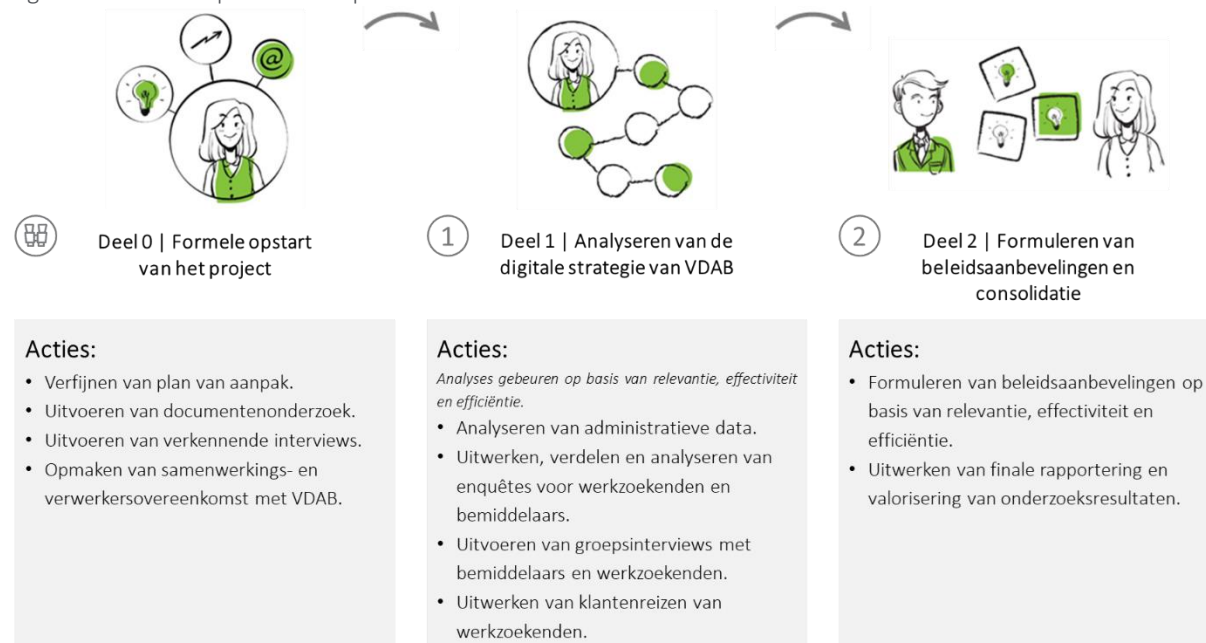 @
Deel 0 | Formele opstart
van het project
1
Deel 1 | Analyseren van de
digitale strategie van VDAB
2
Deel 2 | Formuleren van
beleidsaanbevelingen en
consolidatie
Acties:
• Verfijnen van plan van aanpak.
• Uitvoeren van documentenonderzoek.
• Uitvoeren van verkennende interviews.
• Opmaken van samenwerkings- en
verwerkersovereenkomst met VDAB.
Acties:
Analyses gebeuren op basis van relevantie, effectiviteit
en efficiëntie.
• Analyseren van administratieve data.
• Uitwerken, verdelen en analyseren van
enquêtes voor werkzoekenden en
bemiddelaars.
• Uitvoeren van groepsinterviews met
bemiddelaars en werkzoekenden.
• Uitwerken van klantenreizen van
werkzoekenden.
Acties:
• Formuleren van beleidsaanbevelingen op
basis van relevantie, effectiviteit en
efficiëntie.
• Uitwerken van finale rapportering en
valorisering van onderzoeksresultaten.